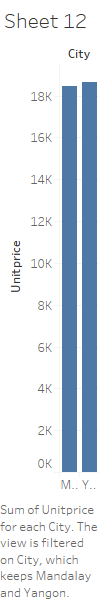 Sheet 12
City
18K
16K
14K
12K
10K
8K
6K
4K
2K
0K
Unitprice
M.. Y..
Sum of Unitprice
for each City. The
view is filtered
on City, which
keeps Mandalay
and Yangon.